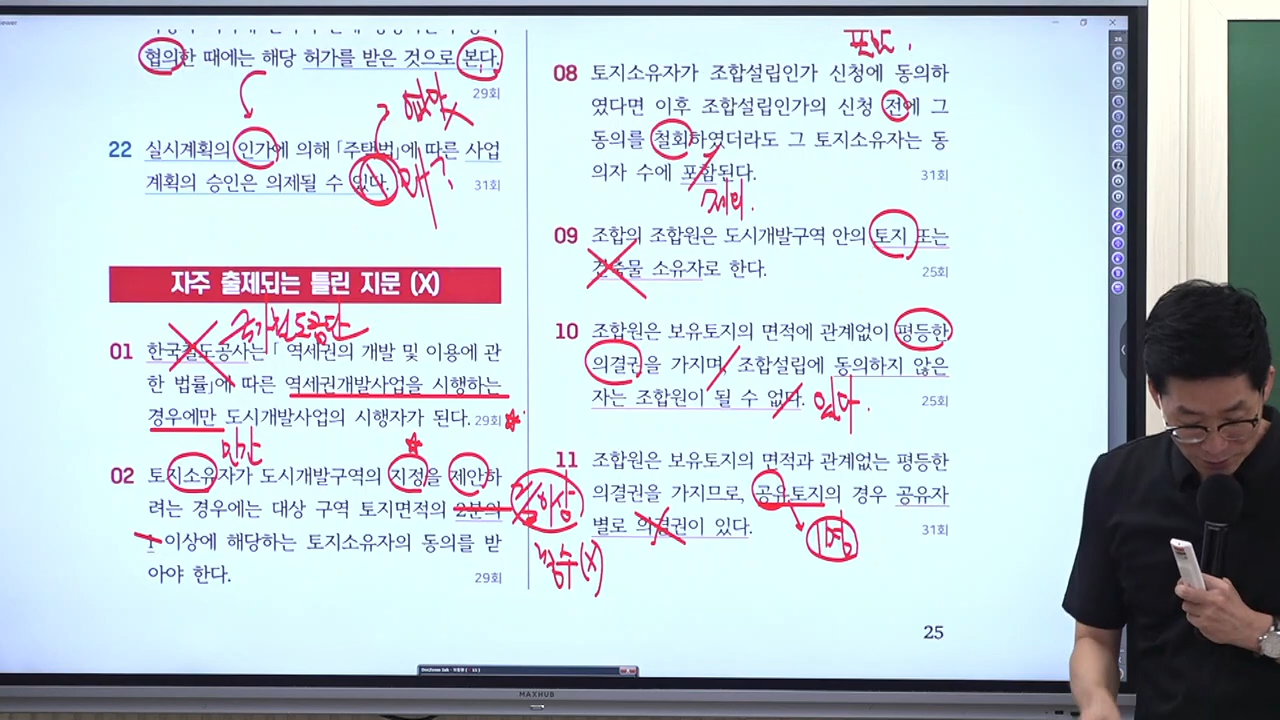 협의한 때에는 해당 허가를 받은 것으로 본다.
29회
없다
22 실시계획의 인가에 의해 「주택법」에 따른 사업
계획의 승인은 의제될 수 있다.
31회
자주 출제되는 틀린 지문 (X)
국가철도공단
01 한국철도공사는 「역세권의 개발 및 이용에 관
한 법률」에 따른 역세권개발사업을 시행하는
경우에만 도시개발사업의 시행자가 된다. 29회
민간
02 토지소유자가 도시개발구역의 지정을 제안하
려는 경우에는 대상 구역 토지면적의 2분의
1 이상에 해당하는 토지소유자의 동의를 받
아야 한다.
29회
2/3이상
총수(X)
08 토지소유자가 조합설립인가 신청에 동의하
였다면 이후 조합설립인가의 신청 전에 그
동의를 철회하였더라도 그 토지소유자는 동
의자 수에 포함된다.
31회
제외.
09 조합의 조합원은 도시개발구역 안의 토지 또는
건축물 소유자로 한다.
25회
10 조합원은 보유토지의 면적에 관계없이 평등한
의결권을 가지며, 조합설립에 동의하지 않은
자는 조합원이 될 수 없다. 있다.
25회
11 조합원은 보유토지의 면적과 관계없는 평등한
의결권을 가지므로, 공유토지의 경우 공유자
별로 의결권이 있다.
31회
1명
25
MAXHUB